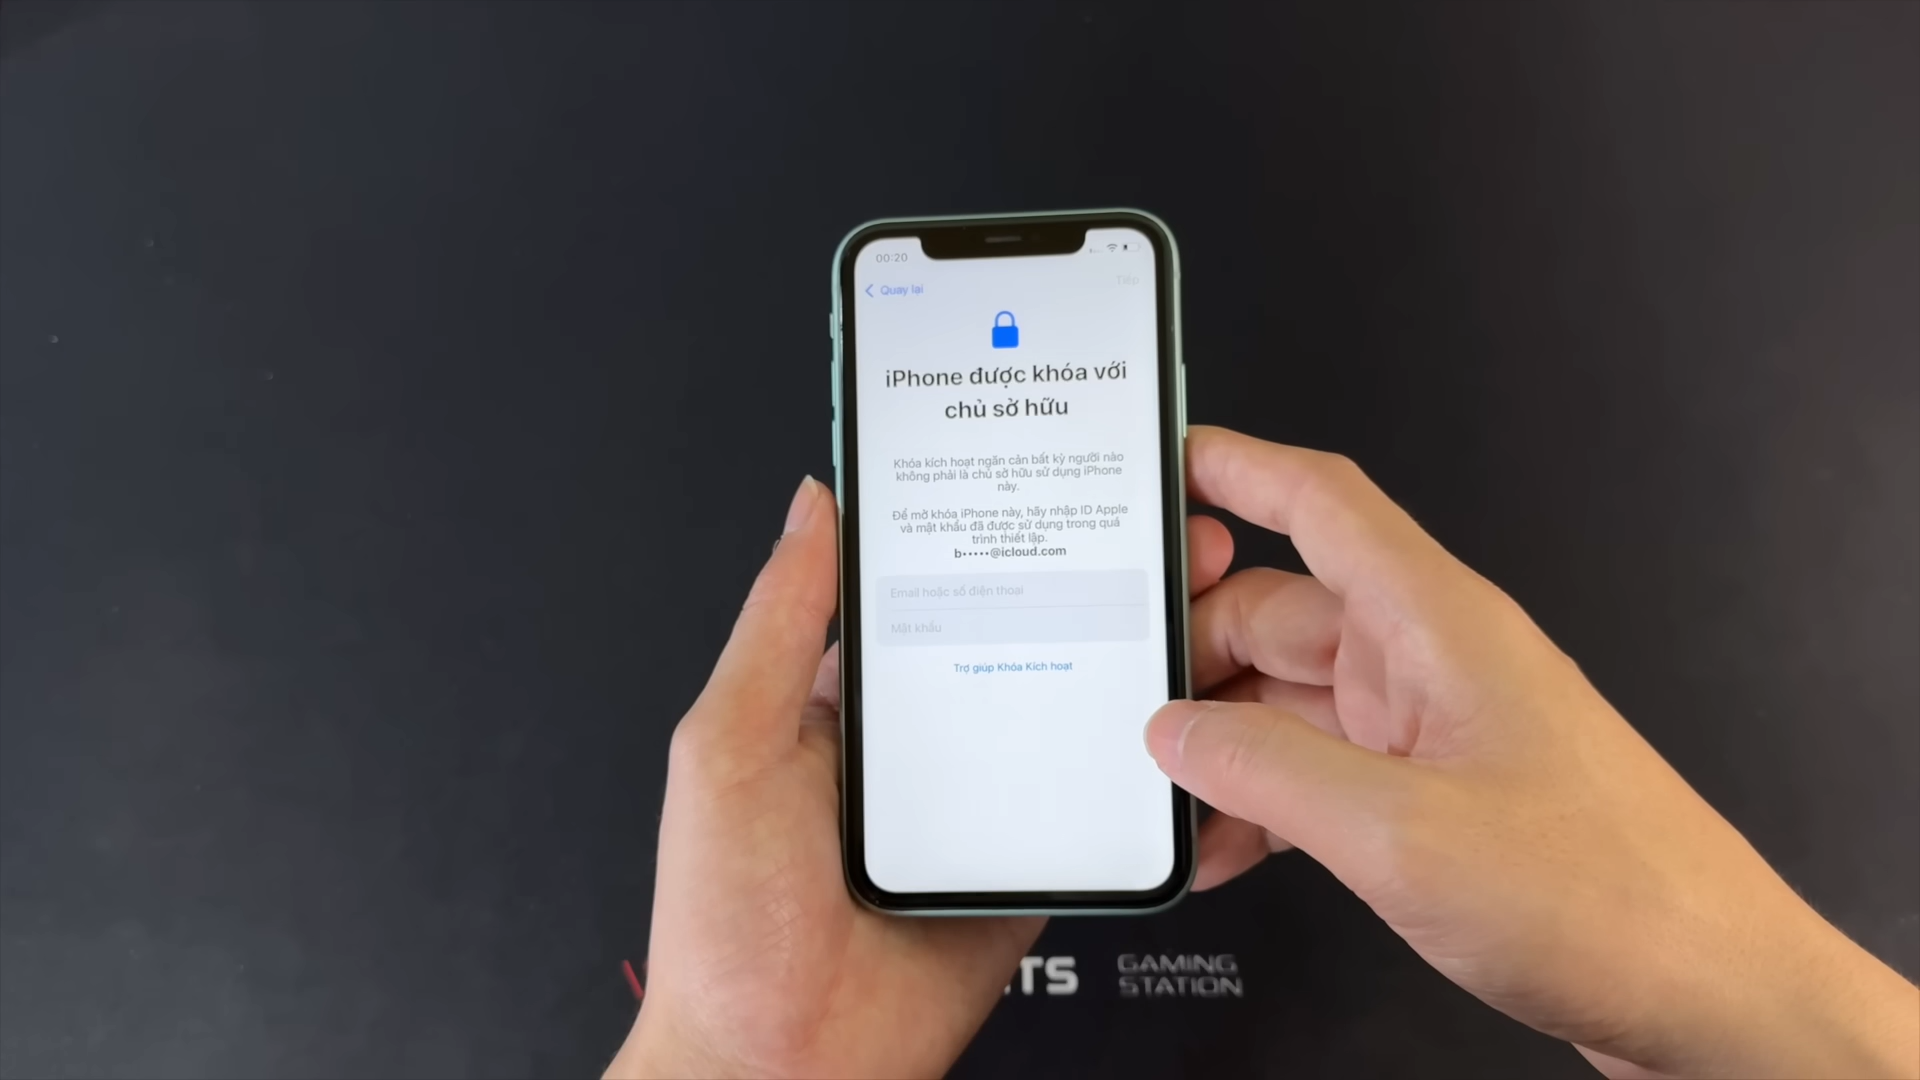 00:20
Quay lại
Tiếp
iPhone được khóa với
chủ sở hữu
Khóa kích hoạt ngăn cản bất kỳ người nào
không phải là chủ sở hữu sử dụng iPhone
này.
Để mở khóa iPhone này, hãy nhập ID Apple
và mật khẩu đã được sử dụng trong quá
trình thiết lập.
b•••••@icloud.com
Email hoặc số điện thoại
Mật khẩu
Trợ giúp Khóa Kích hoạt
TS
GAMING
STATION